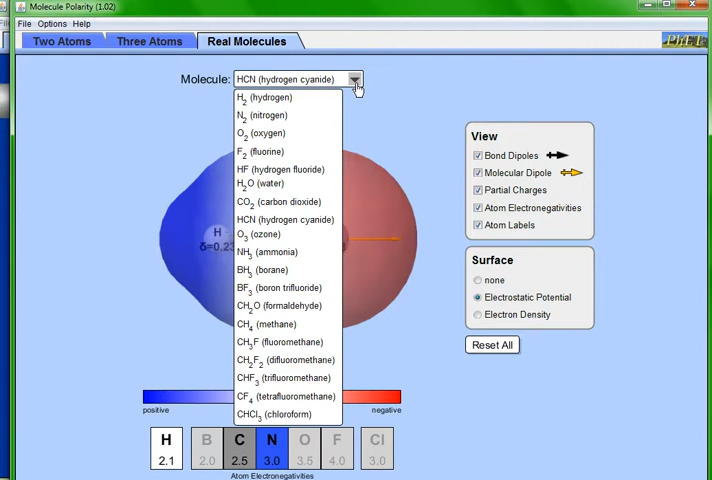 Molecule Polarity (1.02)
File Options Help
Two Atoms Three Atoms Real Molecules
PhET
Molecule: HCN (hydrogen cyanide)
H2 (hydrogen)
N2 (nitrogen)
O2 (oxygen)
F2 (fluorine)
HF (hydrogen fluoride)
H2O (water)
CO2 (carbon dioxide)
HCN (hydrogen cyanide)
O3 (ozone)
NH3 (ammonia)
BH3 (borane)
BF3 (boron trifluoride)
CH2O (formaldehyde)
CH4 (methane)
CH3F (fluoromethane)
CH2F2 (difluoromethane)
CHF3 (trifluoromethane)
CF4 (tetrafluoromethane)
CHCl3 (chloroform)
H
δ=0.23
View
Bond Dipoles
Molecular Dipole
Partial Charges
Atom Electronegativities
Atom Labels
Surface
none
Electrostatic Potential
Electron Density
Reset All
positive negative
H B C N O F Cl
2.1 2.0 2.5 3.0 3.5 4.0 3.0
Atom Electronegativities